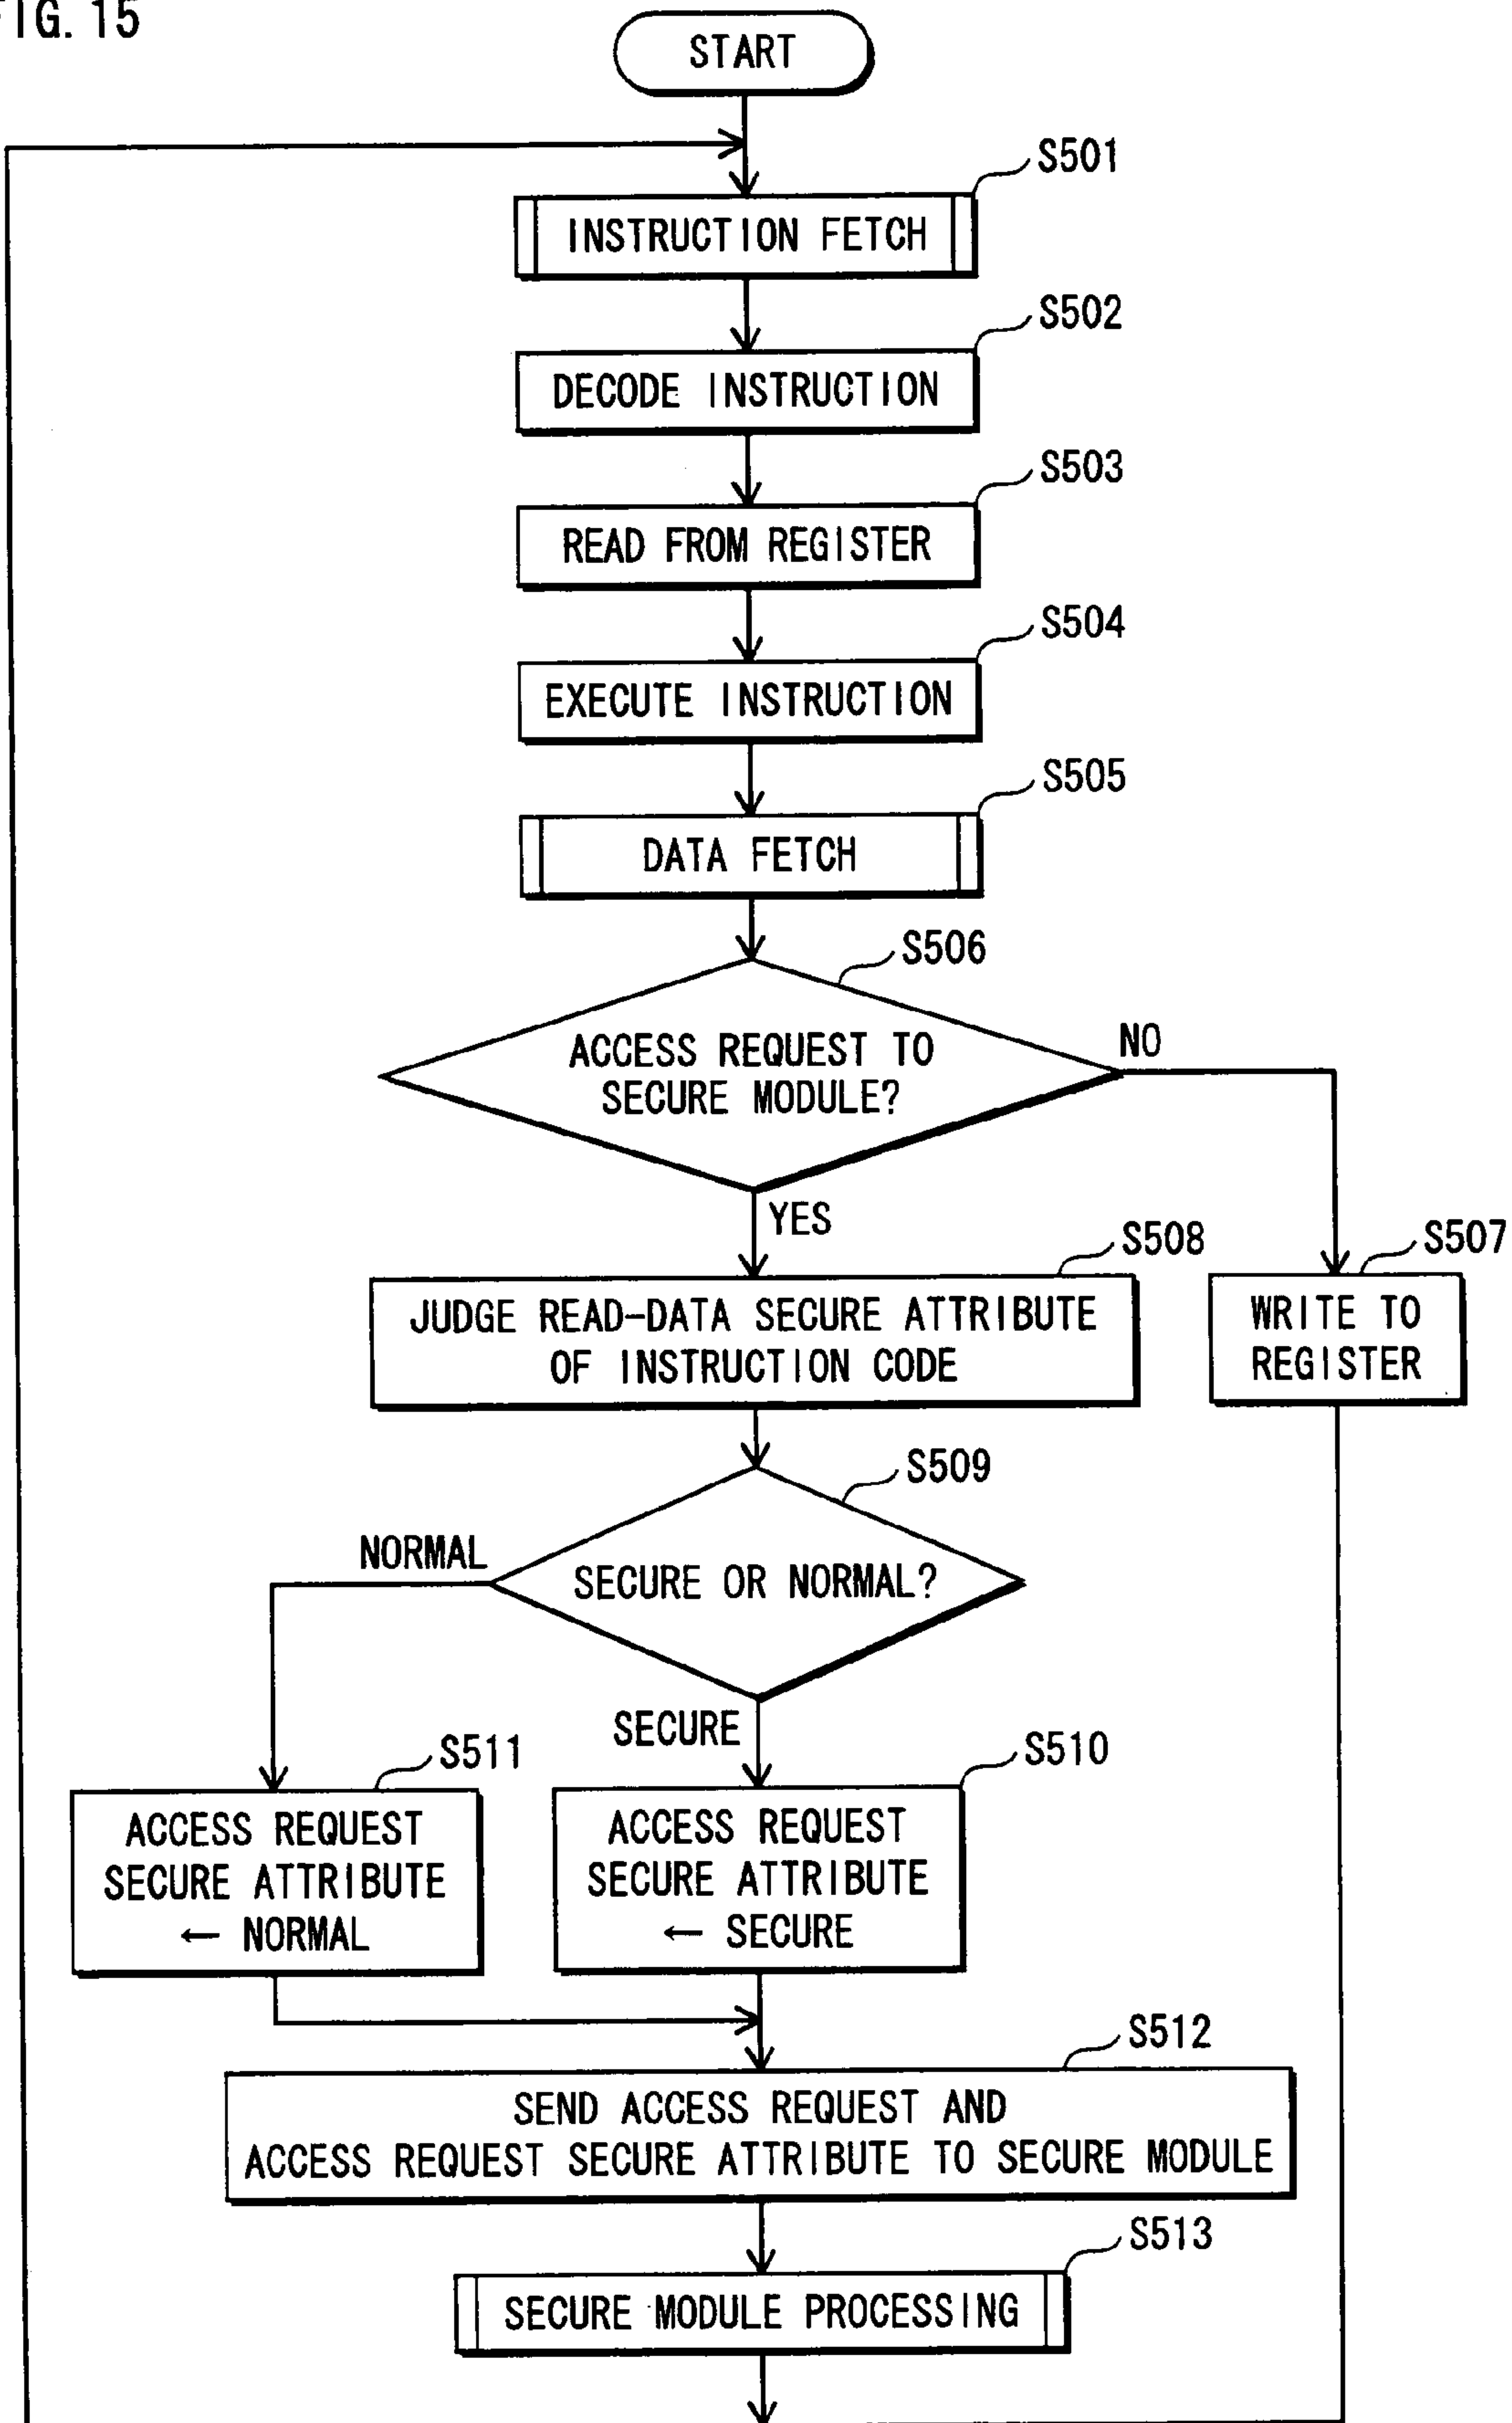 FIG. 15
START
S501
INSTRUCTION FETCH
S502
DECODE INSTRUCTION
S503
READ FROM REGISTER
S504
EXECUTE INSTRUCTION
S505
DATA FETCH
S506
ACCESS REQUEST TO
SECURE MODULE?
NO
YES
S508
JUDGE READ-DATA SECURE ATTRIBUTE
OF INSTRUCTION CODE
S507
WRITE TO
REGISTER
S509
SECURE OR NORMAL?
NORMAL
SECURE
S511
ACCESS REQUEST
SECURE ATTRIBUTE
← NORMAL
S510
ACCESS REQUEST
SECURE ATTRIBUTE
← SECURE
S512
SEND ACCESS REQUEST AND
ACCESS REQUEST SECURE ATTRIBUTE TO SECURE MODULE
S513
SECURE MODULE PROCESSING